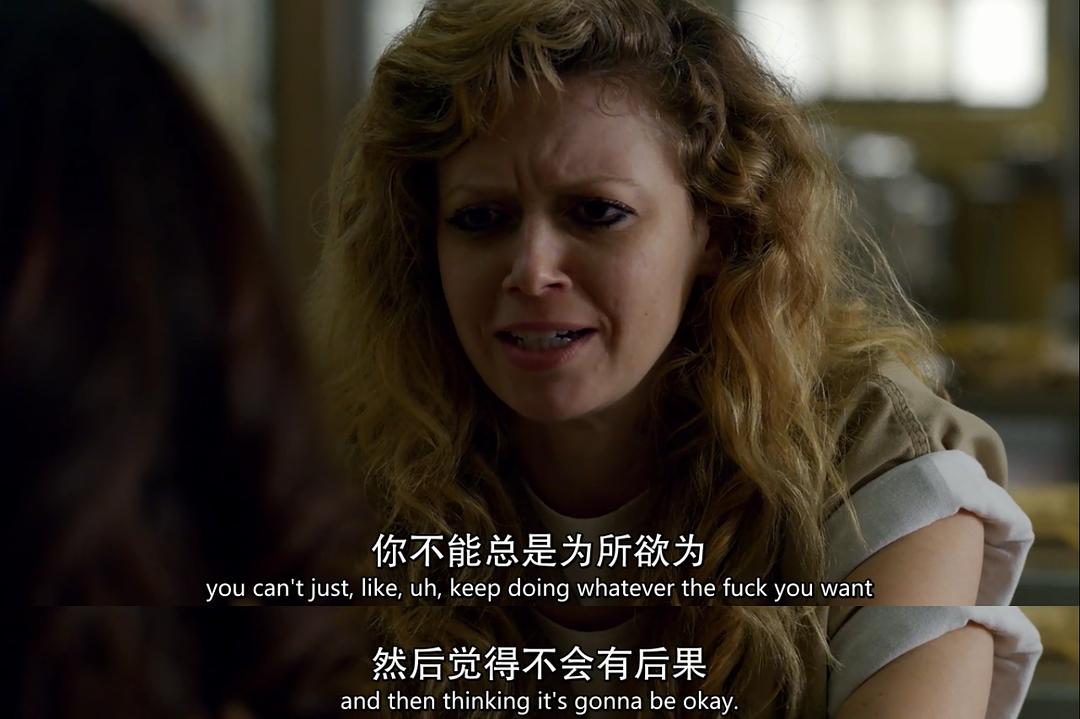 你不能总是为所欲为
you can't just, like, uh, keep doing whatever the fuck you want
然后觉得不会有后果
and then thinking it's gonna be okay.